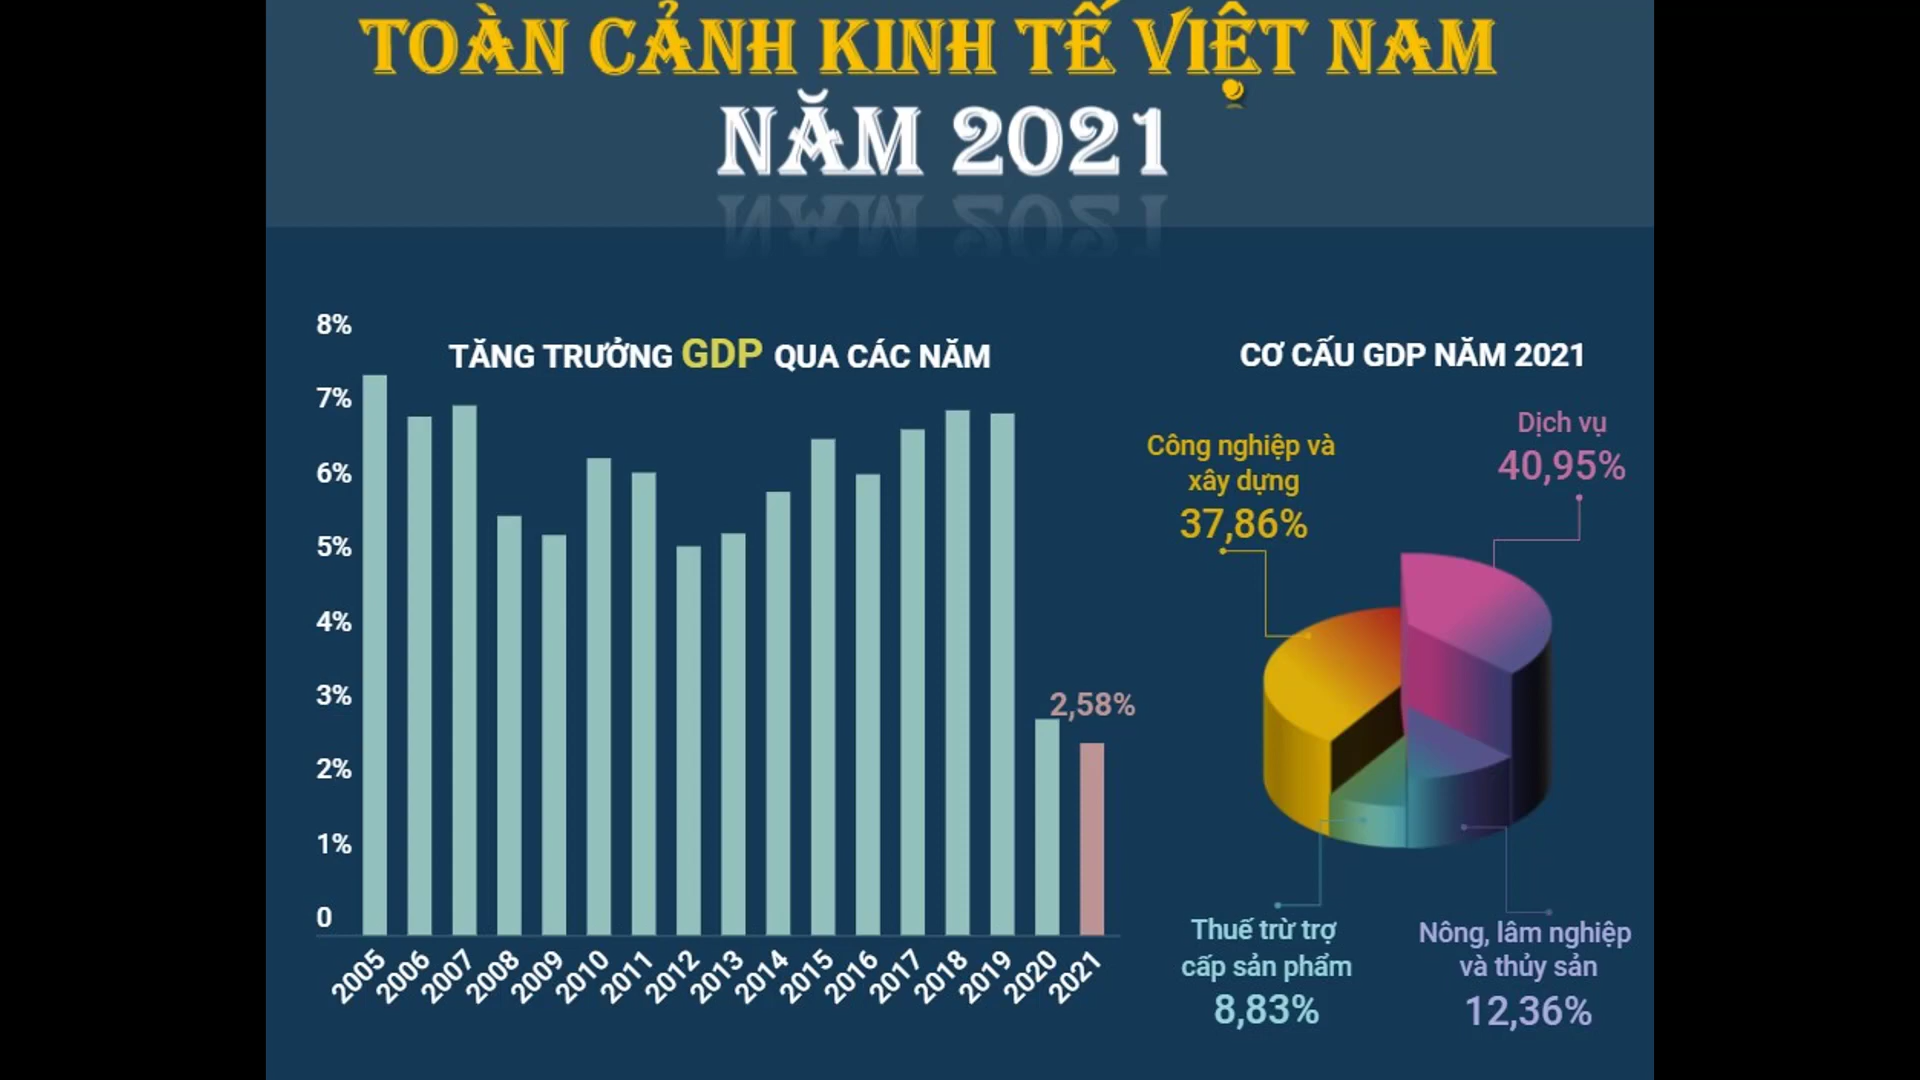 TOÀN CẢNH KINH TẾ VIỆT NAM
NĂM 2021
TĂNG TRƯỞNG GDP QUA CÁC NĂM
8%
7%
6%
5%
4%
3%
2%
1%
0
2,58%
2005
2006
2007
2008
2009
2010
2011
2012
2013
2014
2015
2016
2017
2018
2019
2020
2021
CƠ CẤU GDP NĂM 2021
Dịch vụ
40,95%
Công nghiệp và
xây dựng
37,86%
Thuế trừ trợ
cấp sản phẩm
8,83%
Nông, lâm nghiệp
và thủy sản
12,36%